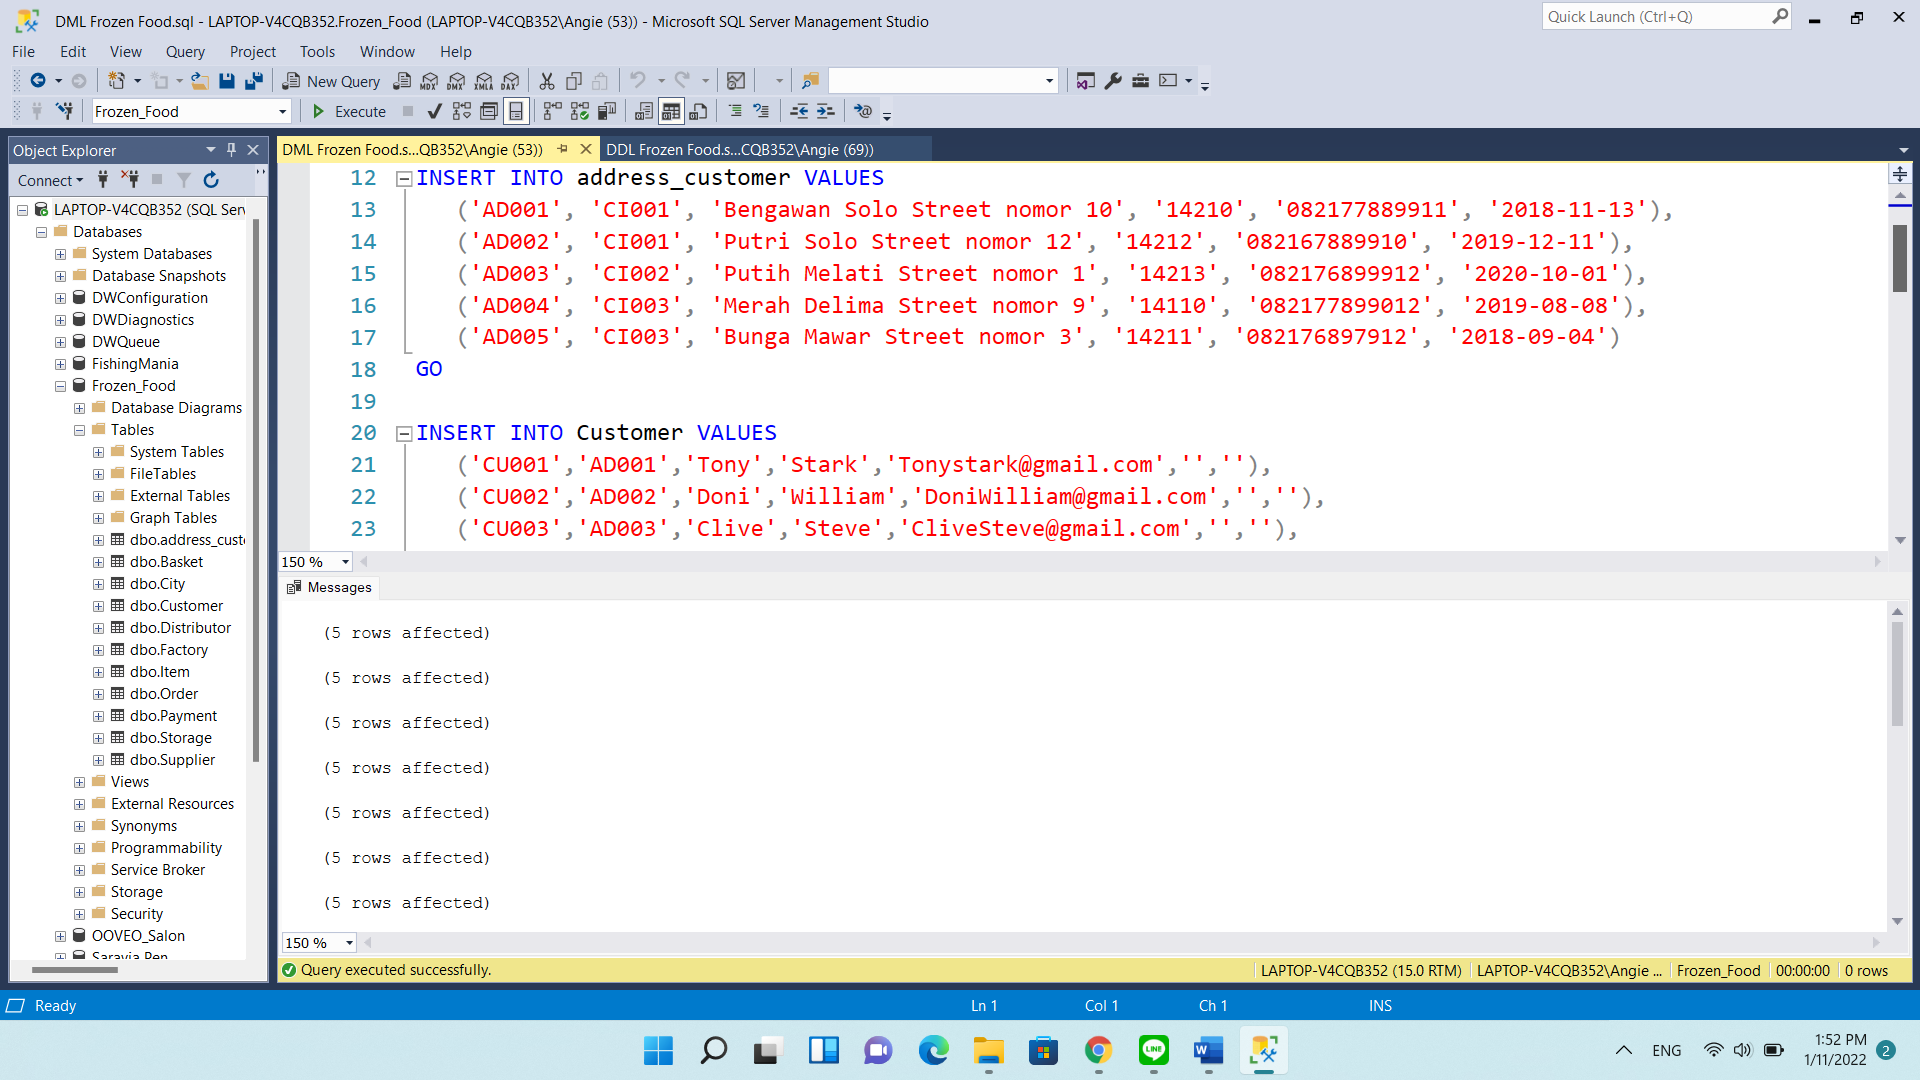 DML Frozen Food.sql - LAPTOP-V4CQB352.Frozen_Food (LAPTOP-V4CQB352\Angie (53)) - Microsoft SQL Server Management Studio
Quick Launch (Ctrl+Q)
File Edit View Query Project Tools Window Help
New Query
MDX DMX XMLA DAX
Frozen_Food
Execute
Object Explorer
DML Frozen Food.s...QB352\Angie (53))
DDL Frozen Food.s...CQB352\Angie (69))
Connect
LAPTOP-V4CQB352 (SQL Serv
Databases
System Databases
Database Snapshots
DWConfiguration
DWDiagnostics
DWQueue
FishingMania
Frozen_Food
Database Diagrams
Tables
System Tables
FileTables
External Tables
Graph Tables
dbo.address_cust
dbo.Basket
dbo.City
dbo.Customer
dbo.Distributor
dbo.Factory
dbo.Item
dbo.Order
dbo.Payment
dbo.Storage
dbo.Supplier
Views
External Resources
Synonyms
Programmability
Service Broker
Storage
Security
OOVEO_Salon
12 INSERT INTO address_customer VALUES
13 ('AD001', 'CI001', 'Bengawan Solo Street nomor 10', '14210', '082177889911', '2018-11-13'),
14 ('AD002', 'CI001', 'Putri Solo Street nomor 12', '14212', '082167889910', '2019-12-11'),
15 ('AD003', 'CI002', 'Putih Melati Street nomor 1', '14213', '082176899912', '2020-10-01'),
16 ('AD004', 'CI003', 'Merah Delima Street nomor 9', '14110', '082177899012', '2019-08-08'),
17 ('AD005', 'CI003', 'Bunga Mawar Street nomor 3', '14211', '082176897912', '2018-09-04')
18 GO
19
20 INSERT INTO Customer VALUES
21 ('CU001','AD001','Tony','Stark','Tonystark@gmail.com','',''),
22 ('CU002','AD002','Doni','William','DoniWilliam@gmail.com','',''),
23 ('CU003','AD003','Clive','Steve','CliveSteve@gmail.com','',''),
150 %
Messages
(5 rows affected)
(5 rows affected)
(5 rows affected)
(5 rows affected)
(5 rows affected)
(5 rows affected)
(5 rows affected)
150 %
Query executed successfully.
LAPTOP-V4CQB352 (15.0 RTM) LAPTOP-V4CQB352\Angie ... Frozen_Food 00:00:00 0 rows
Ready Ln 1 Col 1 Ch 1 INS
LINE
W
ENG
1:52 PM
1/11/2022
2